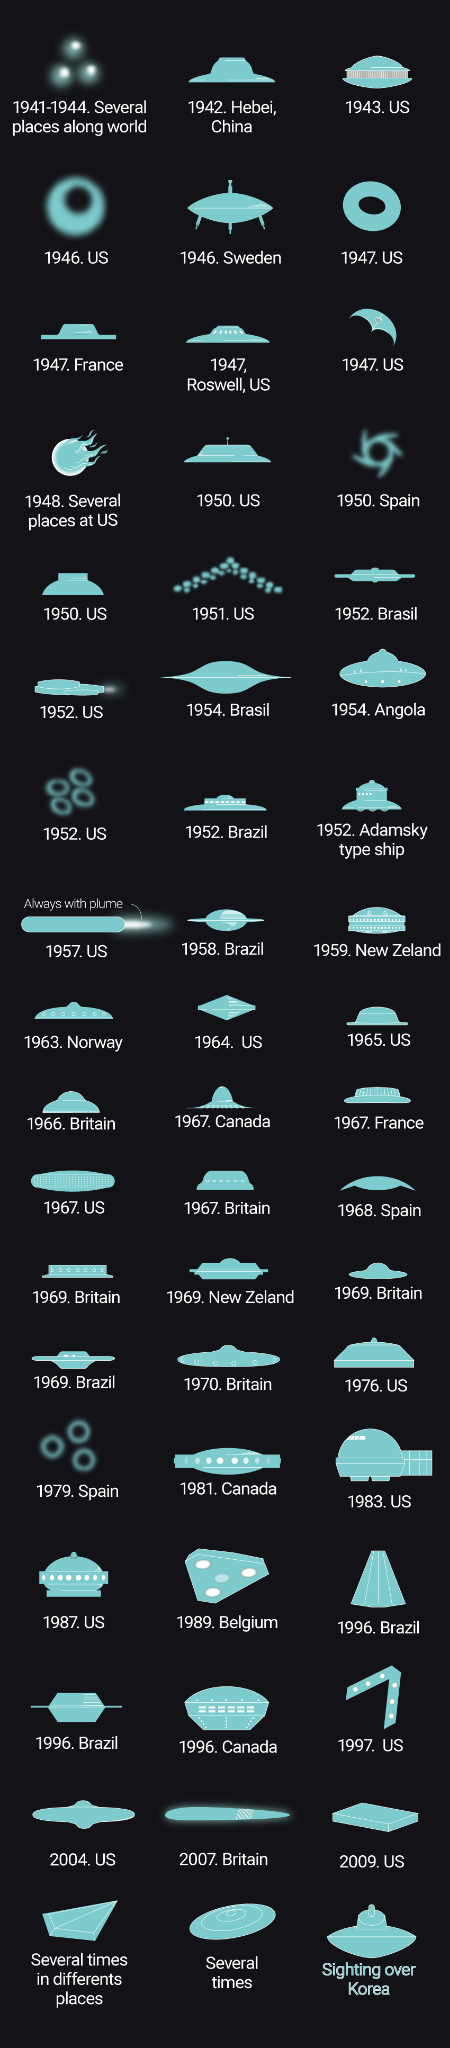 1941-1944. Several
places along world
1942. Hebei,
China
1943. US
1946. US
1946. Sweden
1947. US
1947. France
1947,
Roswell, US
1947. US
1948. Several
places at US
1950. US
1950. Spain
1950. US
1951. US
1952. Brasil
1952. US
1954. Brasil
1954. Angola
1952. US
1952. Brazil
1952. Adamsky
type ship
Always with plume
1957. US
1958. Brazil
1959. New Zeland
1963. Norway
1964. US
1965. US
1966. Britain
1967. Canada
1967. France
1967. US
1967. Britain
1968. Spain
1969. Britain
1969. New Zeland
1969. Britain
1969. Brazil
1970. Britain
1976. US
1979. Spain
1981. Canada
1983. US
1987. US
1989. Belgium
1996. Brazil
1996. Brazil
1996. Canada
1997. US
2004. US
2007. Britain
2009. US
Several times
in differents
places
Several
times
Sighting over
Korea